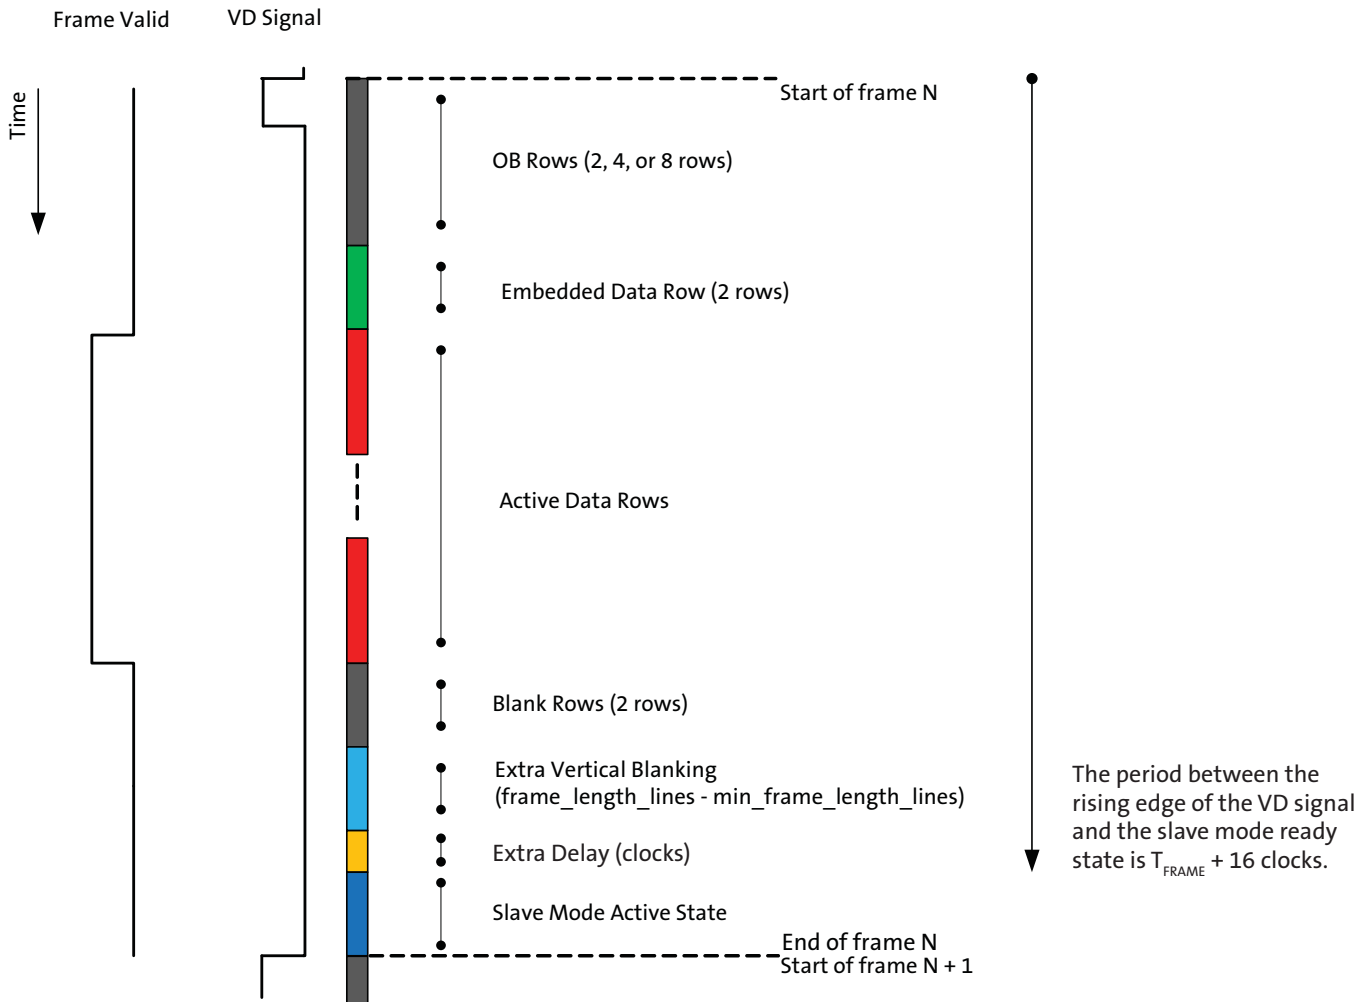 Frame Valid
VD Signal
Time
Start of frame N
OB Rows (2, 4, or 8 rows)
Embedded Data Row (2 rows)
Active Data Rows
Blank Rows (2 rows)
Extra Vertical Blanking
(frame_length_lines - min_frame_length_lines)
Extra Delay (clocks)
Slave Mode Active State
The period between the
rising edge of the VD signal
and the slave mode ready
state is T_FRAME + 16 clocks.
End of frame N
Start of frame N + 1